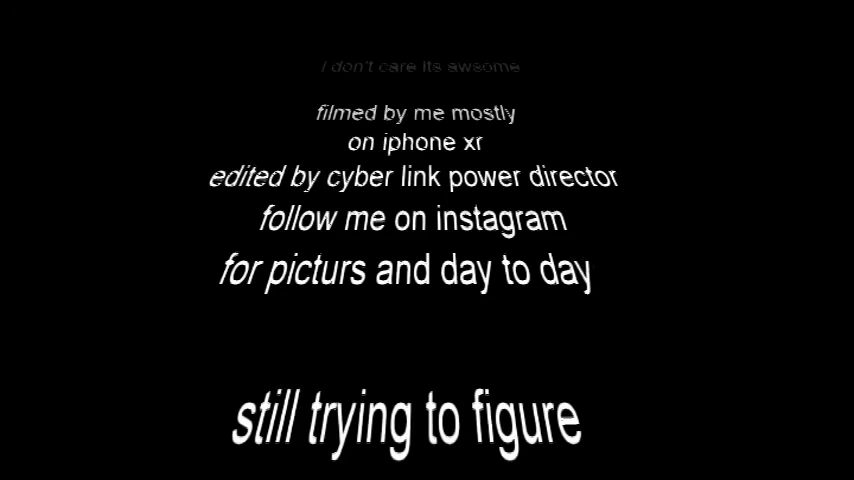 I don't care its awsome
filmed by me mostly
on iphone xr
edited by cyber link power director
follow me on instagram
for picturs and day to day
still trying to figure